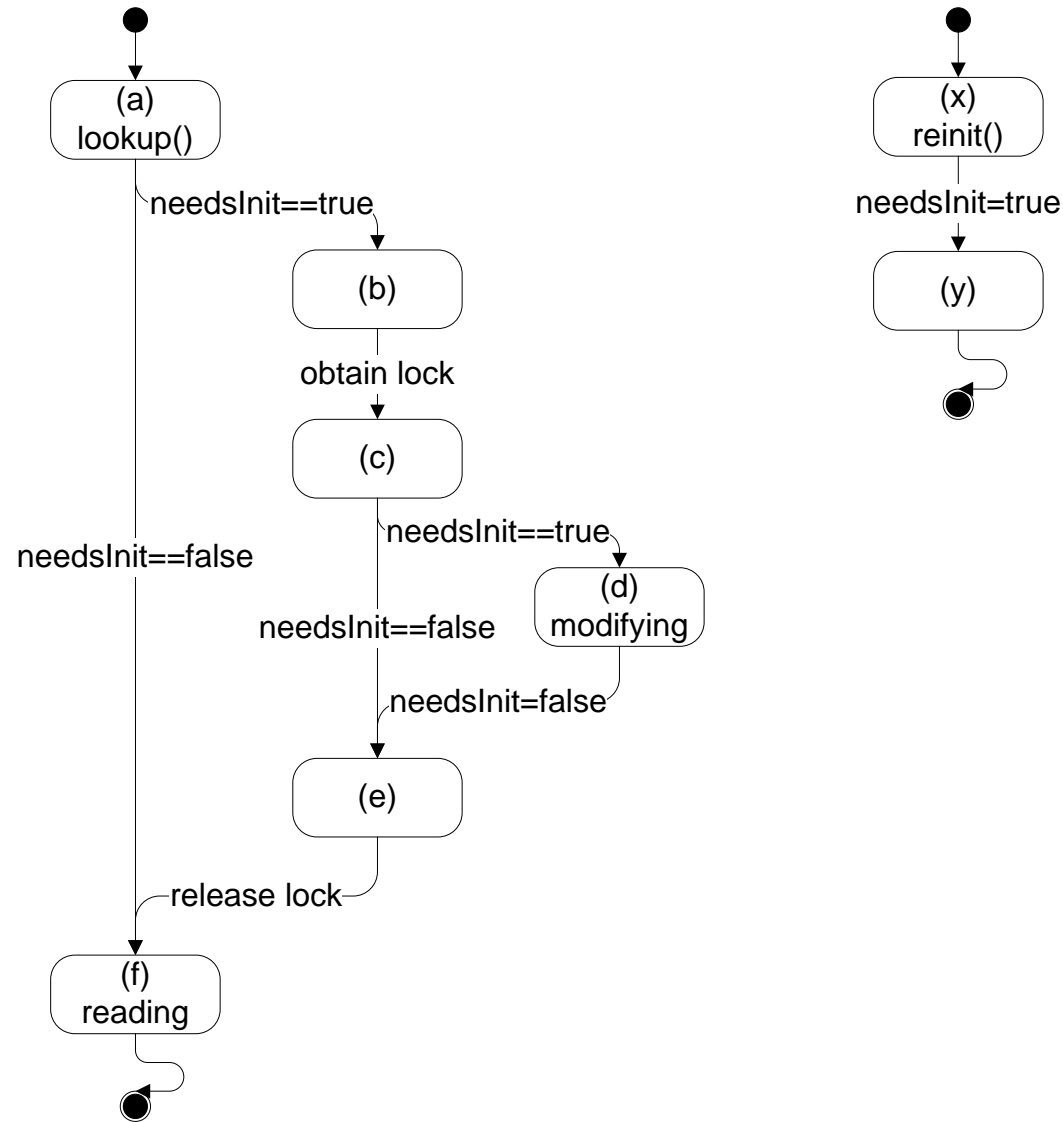 (a)
lookup()
needsInit==true
(b)
obtain lock
(c)
needsInit==true
needsInit==false
(d)
modifying
needsInit==false
needsInit=false
(e)
release lock
(f)
reading
(x)
reinit()
needsInit=true
(y)